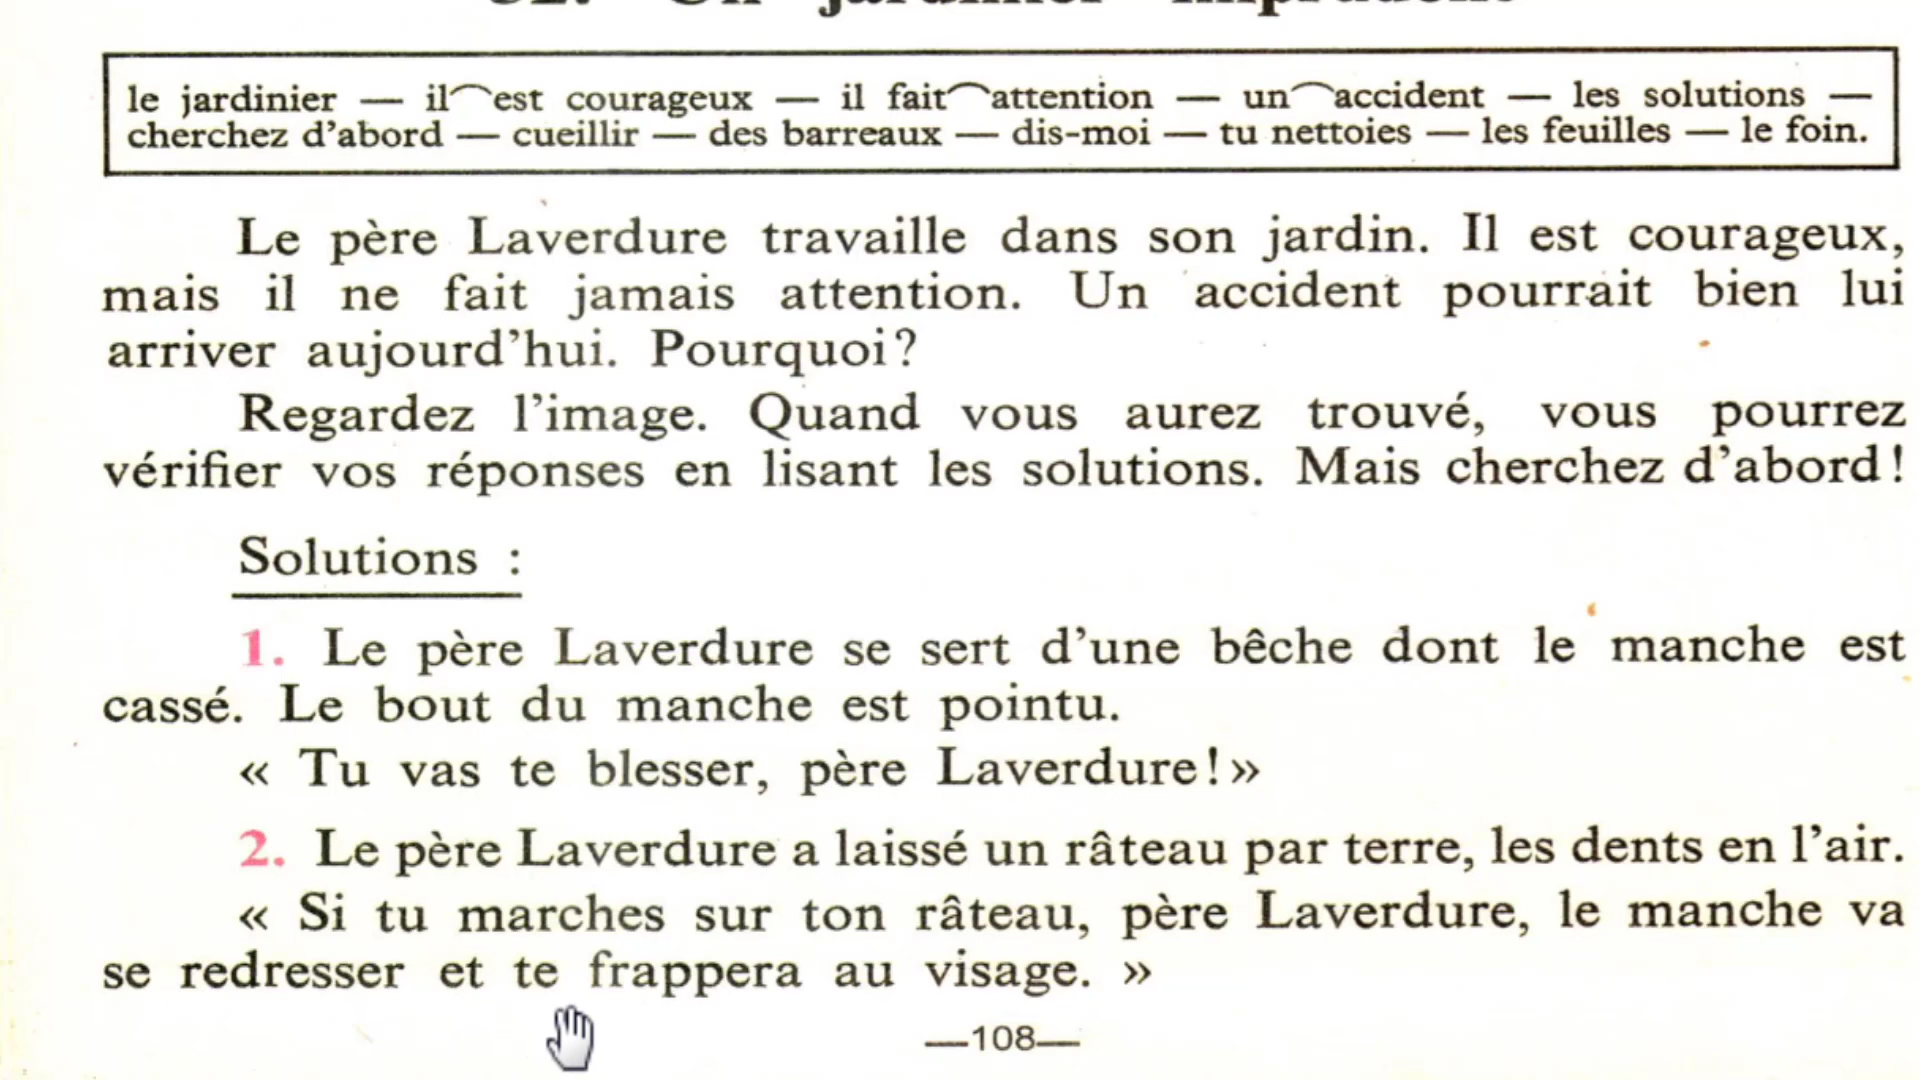 Un jardinier imprudent
le jardinier — il est courageux — il fait attention — un accident — les solutions —
cherchez d'abord — cueillir — des barreaux — dis-moi — tu nettoies — les feuilles — le foin.
Le père Laverdure travaille dans son jardin. Il est courageux,
mais il ne fait jamais attention. Un accident pourrait bien lui
arriver aujourd'hui. Pourquoi?
Regardez l'image. Quand vous aurez trouvé, vous pourrez
vérifier vos réponses en lisant les solutions. Mais cherchez d'abord!
Solutions :
1. Le père Laverdure se sert d'une bêche dont le manche est
cassé. Le bout du manche est pointu.
« Tu vas te blesser, père Laverdure!»
2. Le père Laverdure a laissé un râteau par terre, les dents en l'air.
« Si tu marches sur ton râteau, père Laverdure, le manche va
se redresser et te frappera au visage. »
—108—